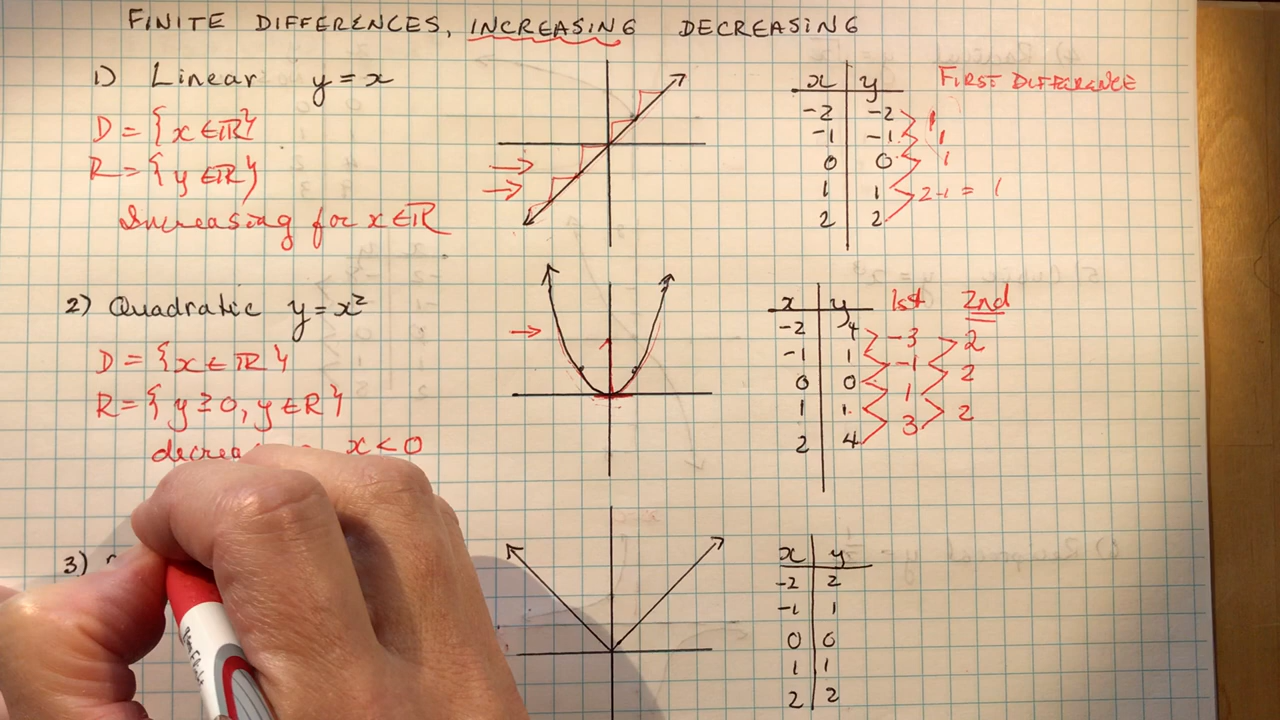 FINITE DIFFERENCES, INCREASING DECREASING
1) Linear y = x
D = {x ∈ ℝ}
R = {y ∈ ℝ}
Increasing for x ∈ ℝ
x y FIRST DIFFERENCE
-2 -2
1
-1 -1
1
0 0
1
1 1
2-1 = 1
2 2
2) Quadratic y = x²
D = {x ∈ ℝ}
R = {y ≥ 0, y ∈ R}
x < 0
x y 1st 2nd
-2 4
-3 2
-1 1
-1 2
0 0
1 2
1 1
3
2 4
3)
x y
-2 2
-1 1
0 0
1 1
2 2